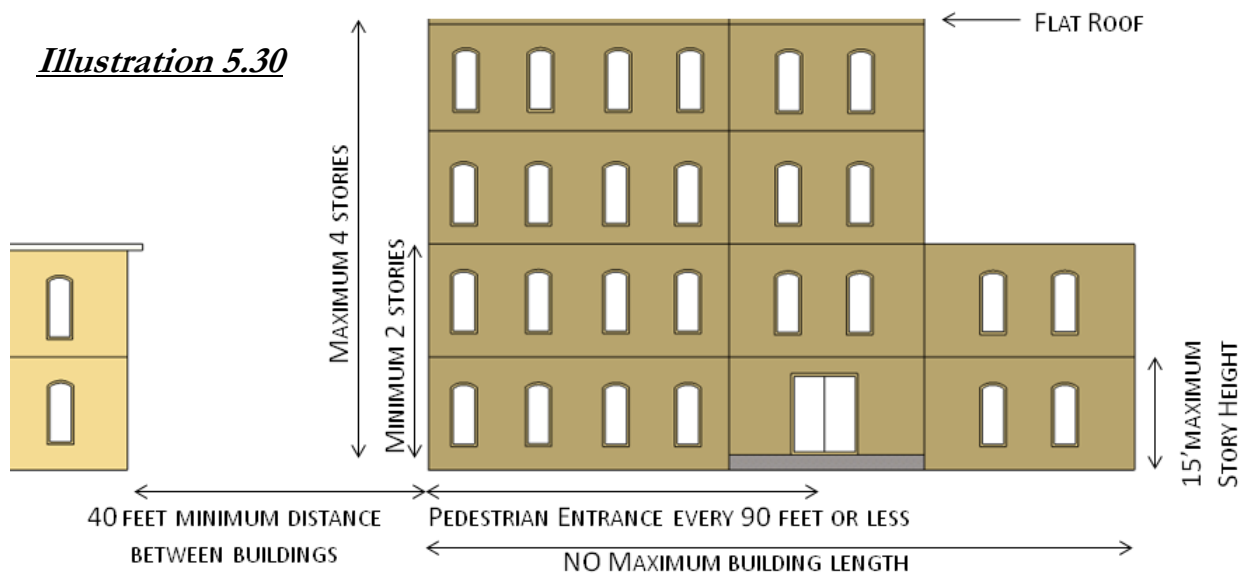 Illustration 5.30
FLAT ROOF
MAXIMUM 4 STORIES
MINIMUM 2 STORIES
15' MAXIMUM
STORY HEIGHT
40 FEET MINIMUM DISTANCE
BETWEEN BUILDINGS
PEDESTRIAN ENTRANCE EVERY 90 FEET OR LESS
NO MAXIMUM BUILDING LENGTH